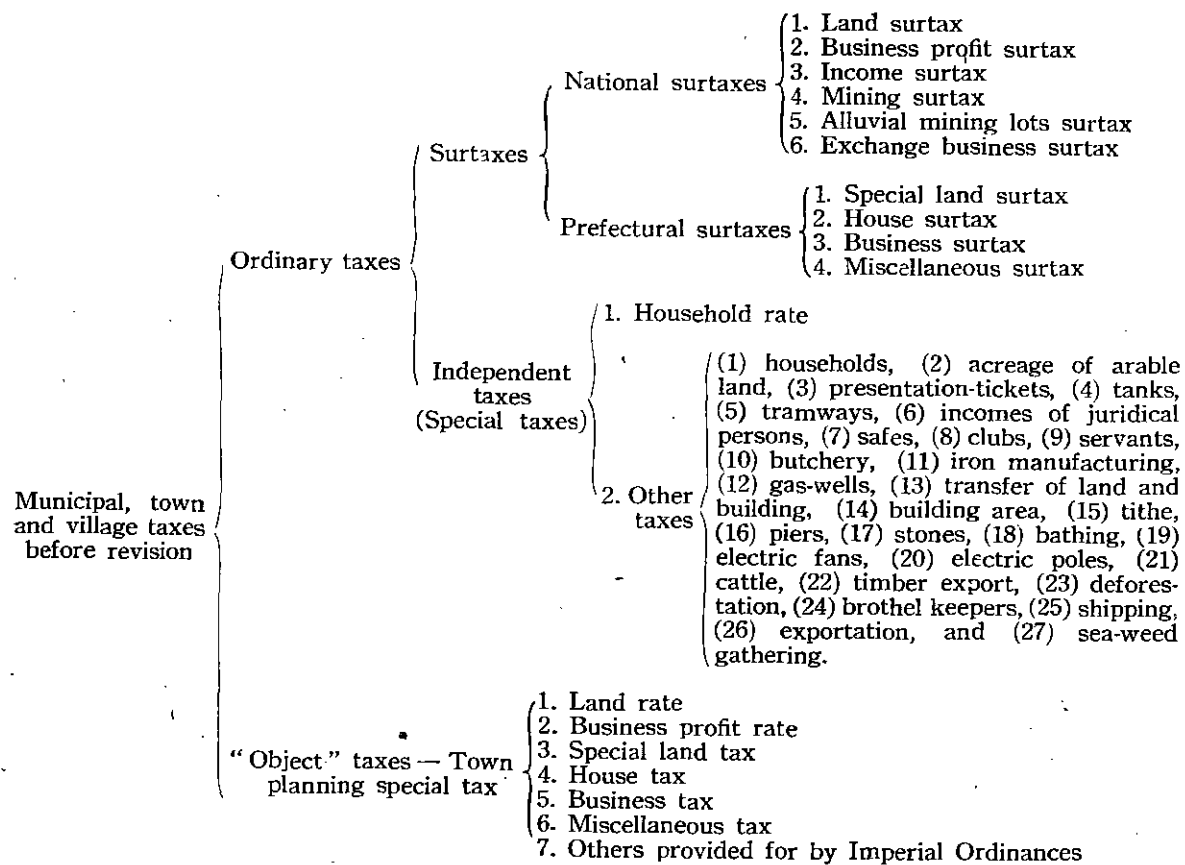 Municipal, town
and village taxes
before revision
Ordinary taxes
Surtaxes
National surtaxes
1. Land surtax
2. Business profit surtax
3. Income surtax
4. Mining surtax
5. Alluvial mining lots surtax
6. Exchange business surtax
Prefectural surtaxes
1. Special land surtax
2. House surtax
3. Business surtax
4. Miscellaneous surtax
Independent
taxes
(Special taxes)
1. Household rate
2. Other
taxes
(1) households, (2) acreage of arable
land, (3) presentation-tickets, (4) tanks,
(5) tramways, (6) incomes of juridical
persons, (7) safes, (8) clubs, (9) servants,
(10) butchery, (11) iron manufacturing,
(12) gas-wells, (13) transfer of land and
building, (14) building area, (15) tithe,
(16) piers, (17) stones, (18) bathing, (19)
electric fans, (20) electric poles, (21)
cattle, (22) timber export, (23) defores-
tation, (24) brothel keepers, (25) shipping,
(26) exportation, and (27) sea-weed
gathering.
“Object” taxes — Town
planning special tax
1. Land rate
2. Business profit rate
3. Special land tax
4. House tax
5. Business tax
6. Miscellaneous tax
7. Others provided for by Imperial Ordinances